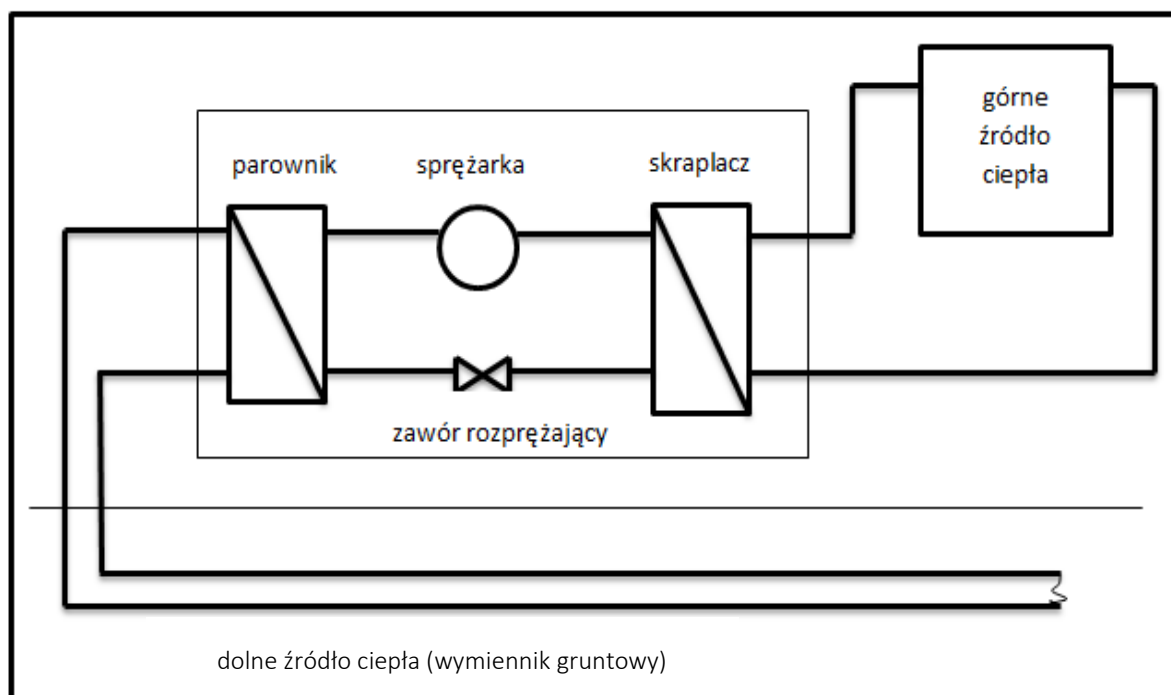 górne
źródło
ciepła
parownik
sprężarka
skraplacz
zawór rozprężający
dolne źródło ciepła (wymiennik gruntowy)